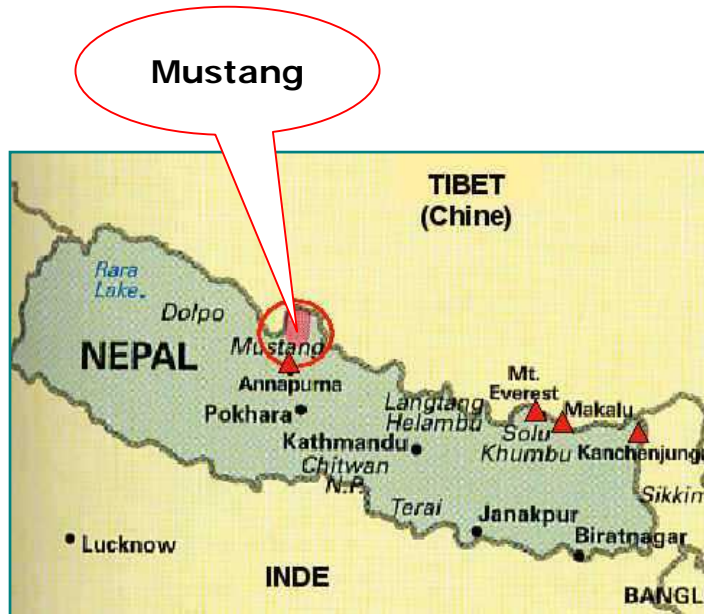 Mustang
TIBET
(Chine)
Rara
Lake.
Dolpo
NEPAL
Mustang
Annapurna
Pokhara
Kathmandu
Langtang
Helambu
Mt.
Everest
Makalu
Solu
Khumbu
Kanchenjunga
Chitwan
N.P.
Terai
Janakpur
Biratnagar
Sikkim
Lucknow
INDE
BANGL